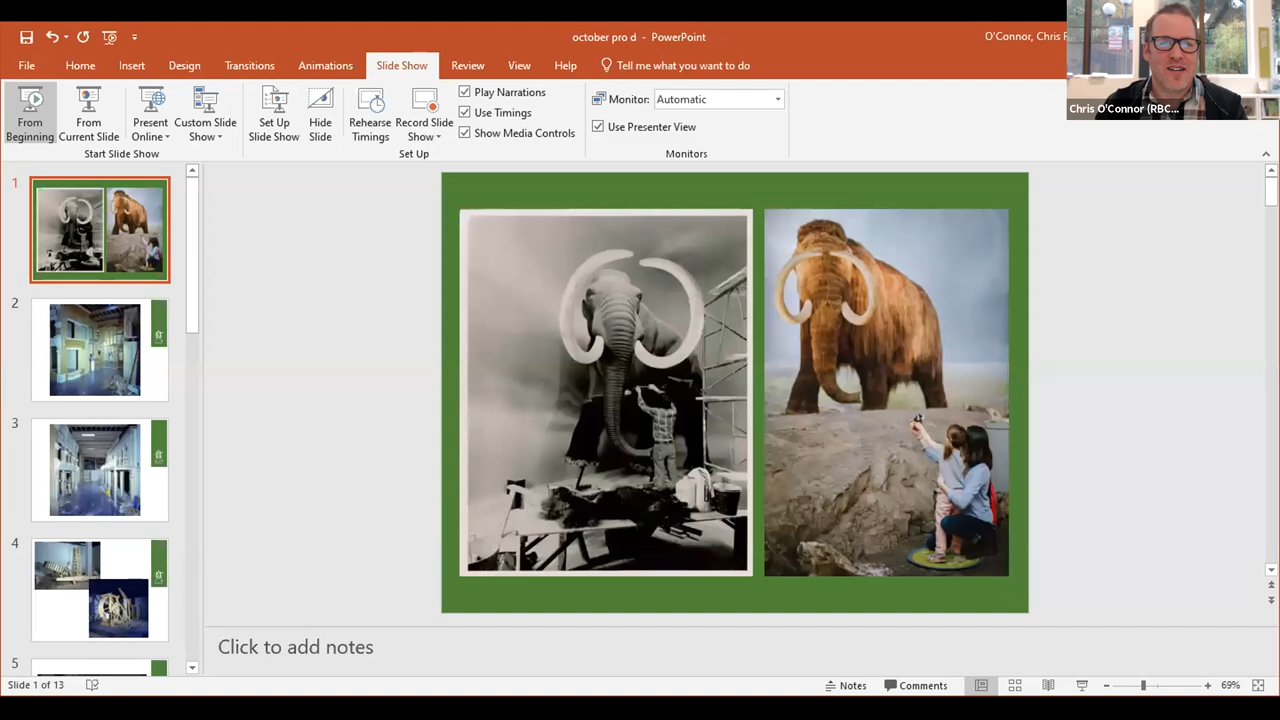 october pro d - PowerPoint
O'Connor, Chris
File Home Insert Design Transitions Animations Slide Show Review View Help Tell me what you want to do
From Beginning
From Current Slide
Present Online
Custom Slide Show
Start Slide Show
Set Up Slide Show
Hide Slide
Rehearse Timings
Record Slide Show
Play Narrations
Use Timings
Show Media Controls
Set Up
Monitor: Automatic
Use Presenter View
Monitors
Chris O'Connor (RBC...
1
2
3
4
5
Click to add notes
Slide 1 of 13
Notes Comments
69%